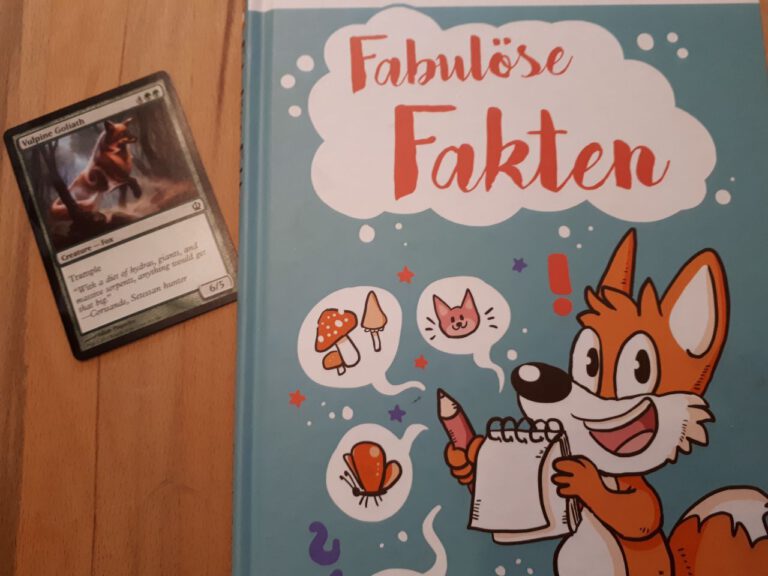 Vulpine Goliath
4
Creature — Fox
Trample
"With a diet of hydras, giants, and
massive serpents, anything would get
that big."
—Corisande, Setessan hunter
6/5
Fabulöse
Fakten
!
?